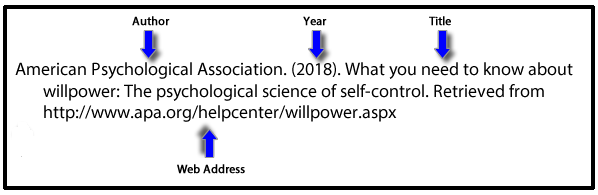 Author Year Title
American Psychological Association. (2018). What you need to know about
willpower: The psychological science of self-control. Retrieved from
http://www.apa.org/helpcenter/willpower.aspx
Web Address